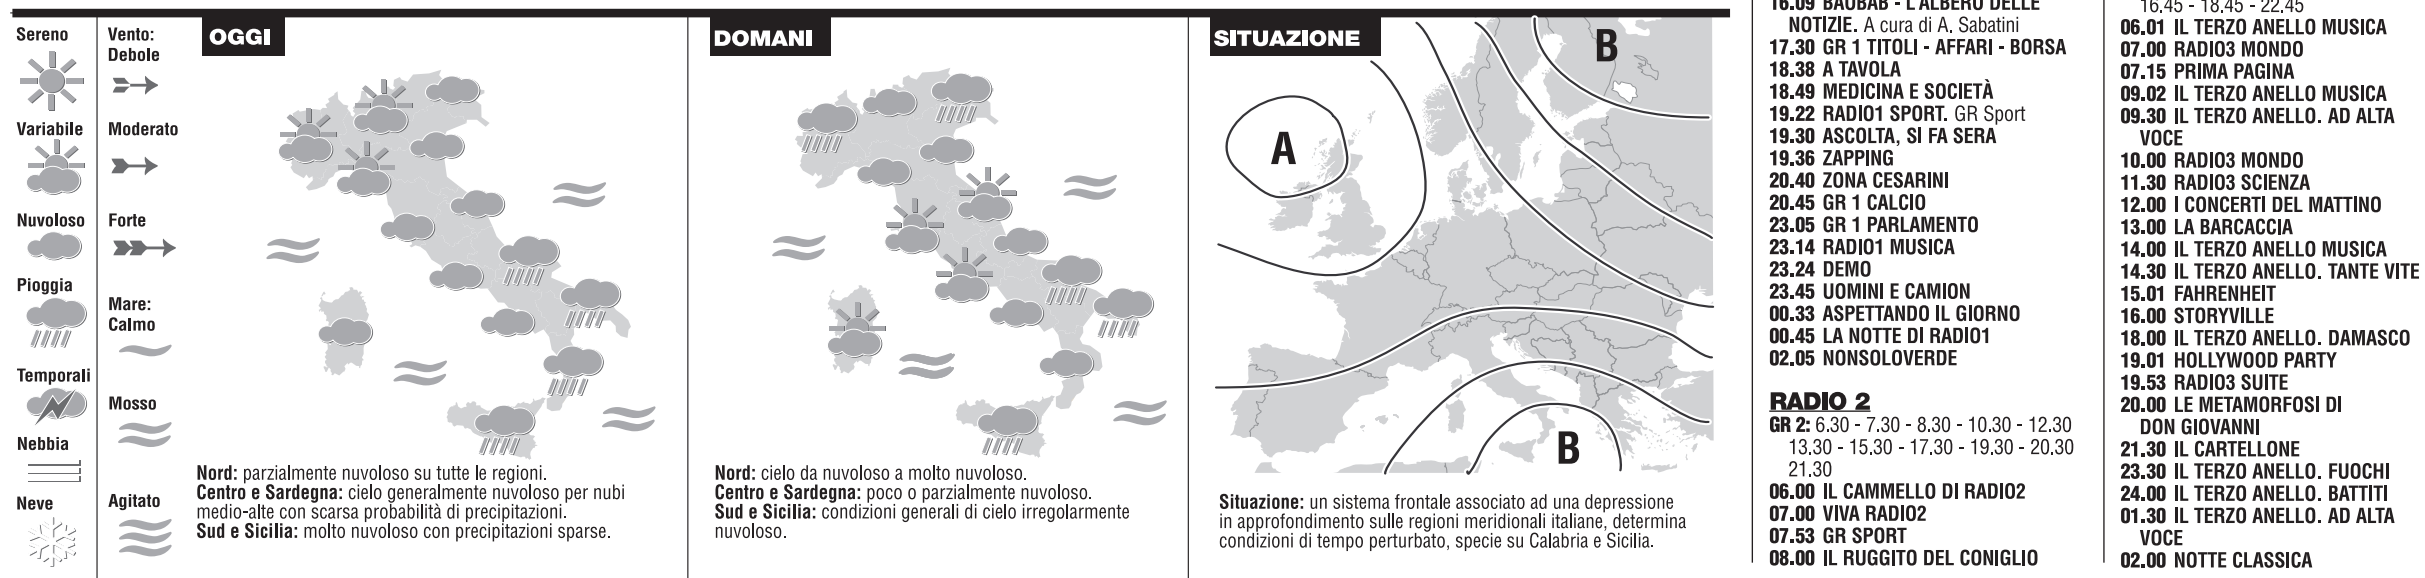 Sereno
Variabile
Nuvoloso
Pioggia
Temporali
Nebbia
Neve
Vento:
Debole
Moderato
Forte
Mare:
Calmo
Mosso
Agitato
OGGI
Nord: parzialmente nuvoloso su tutte le regioni.
Centro e Sardegna: cielo generalmente nuvoloso per nubi
medio-alte con scarsa probabilità di precipitazioni.
Sud e Sicilia: molto nuvoloso con precipitazioni sparse.
DOMANI
Nord: cielo da nuvoloso a molto nuvoloso.
Centro e Sardegna: poco o parzialmente nuvoloso.
Sud e Sicilia: condizioni generali di cielo irregolarmente
nuvoloso.
SITUAZIONE
B
A
B
Situazione: un sistema frontale associato ad una depressione
in approfondimento sulle regioni meridionali italiane, determina
condizioni di tempo perturbato, specie su Calabria e Sicilia.
16.09 BAOBAB - L'ALBERO DELLE
NOTIZIE. A cura di A. Sabatini
17.30 GR 1 TITOLI - AFFARI - BORSA
18.38 A TAVOLA
18.49 MEDICINA E SOCIETÀ
19.22 RADIO1 SPORT. GR Sport
19.30 ASCOLTA, SI FA SERA
19.36 ZAPPING
20.40 ZONA CESARINI
20.45 GR 1 CALCIO
23.05 GR 1 PARLAMENTO
23.14 RADIO1 MUSICA
23.24 DEMO
23.45 UOMINI E CAMION
00.33 ASPETTANDO IL GIORNO
00.45 LA NOTTE DI RADIO1
02.05 NONSOLOVERDE
RADIO 2
GR 2: 6.30 - 7.30 - 8.30 - 10.30 - 12.30
13.30 - 15.30 - 17.30 - 19.30 - 20.30
21.30
06.00 IL CAMMELLO DI RADIO2
07.00 VIVA RADIO2
07.53 GR SPORT
08.00 IL RUGGITO DEL CONIGLIO
16.45 - 18.45 - 22.45
06.01 IL TERZO ANELLO MUSICA
07.00 RADIO3 MONDO
07.15 PRIMA PAGINA
09.02 IL TERZO ANELLO MUSICA
09.30 IL TERZO ANELLO. AD ALTA
VOCE
10.00 RADIO3 MONDO
11.30 RADIO3 SCIENZA
12.00 I CONCERTI DEL MATTINO
13.00 LA BARCACCIA
14.00 IL TERZO ANELLO MUSICA
14.30 IL TERZO ANELLO. TANTE VITE
15.01 FAHRENHEIT
16.00 STORYVILLE
18.00 IL TERZO ANELLO. DAMASCO
19.01 HOLLYWOOD PARTY
19.53 RADIO3 SUITE
20.00 LE METAMORFOSI DI
DON GIOVANNI
21.30 IL CARTELLONE
23.30 IL TERZO ANELLO. FUOCHI
24.00 IL TERZO ANELLO. BATTITI
01.30 IL TERZO ANELLO. AD ALTA
VOCE
02.00 NOTTE CLASSICA